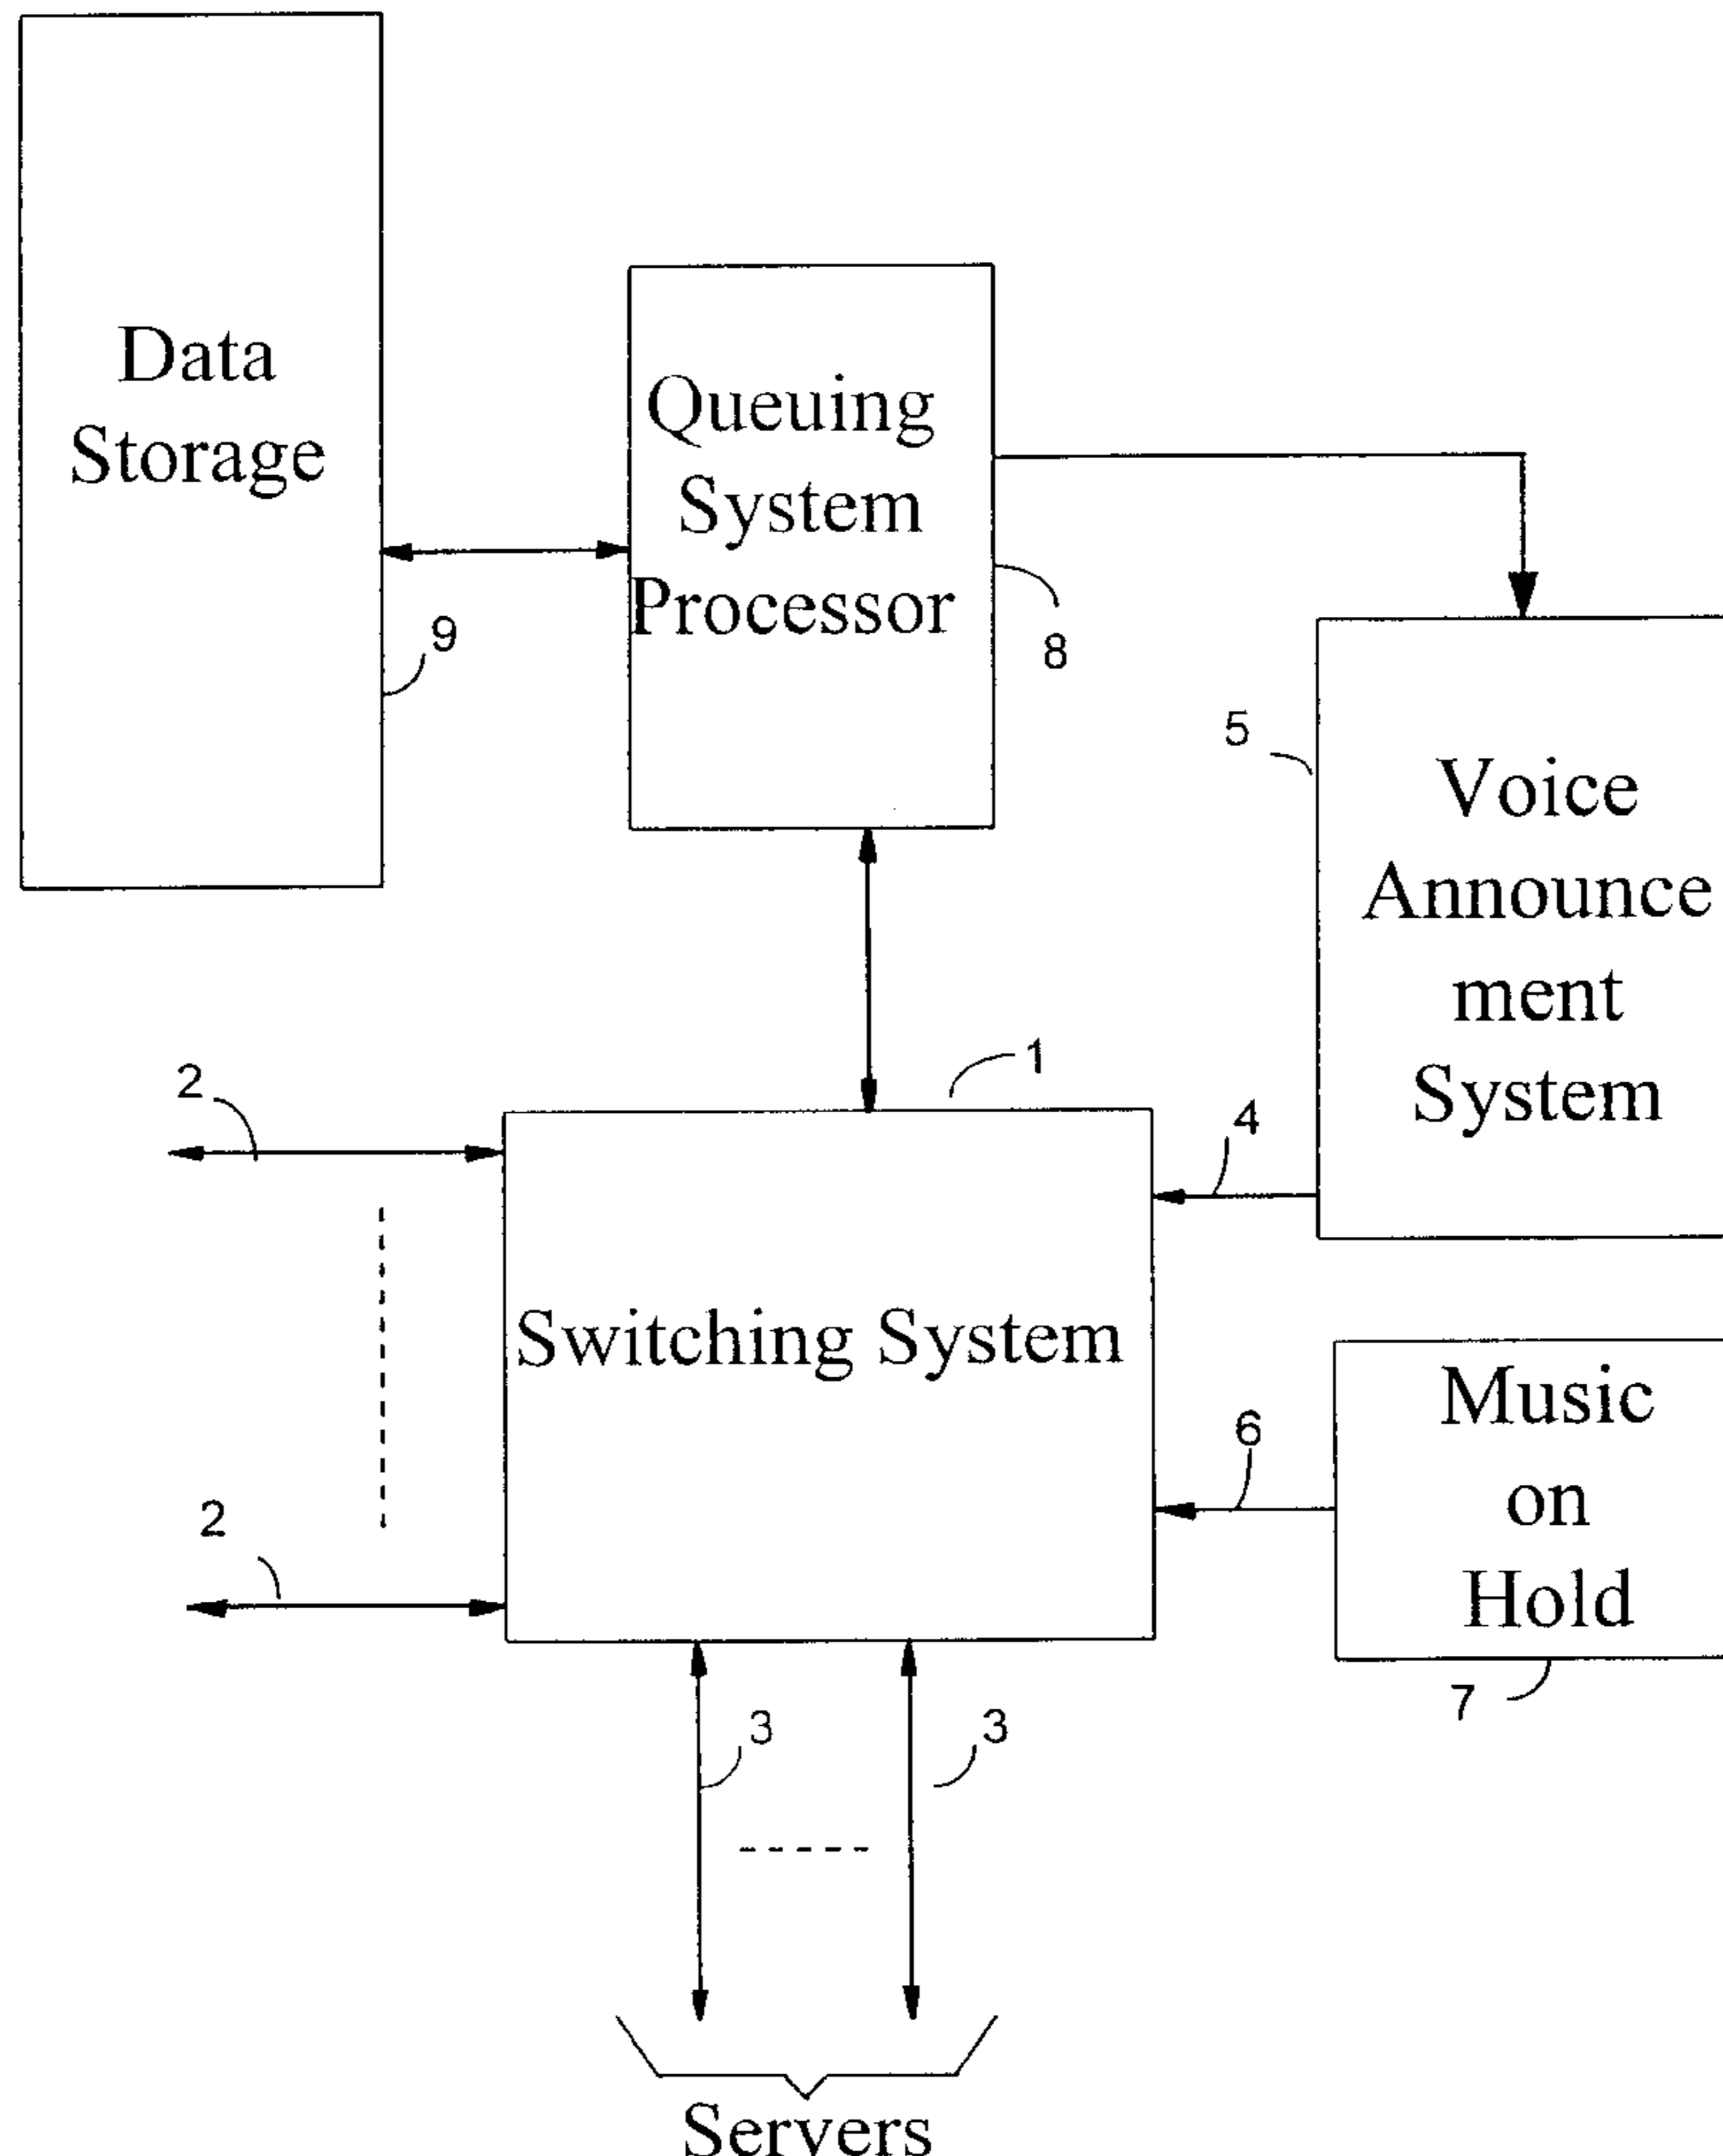 Data
Storage
Queuing
System
Processor
9
8
5
Voice
Announce
ment
System
1
2
4
Switching System
Music
on
Hold
6
2
7
3
3
Servers